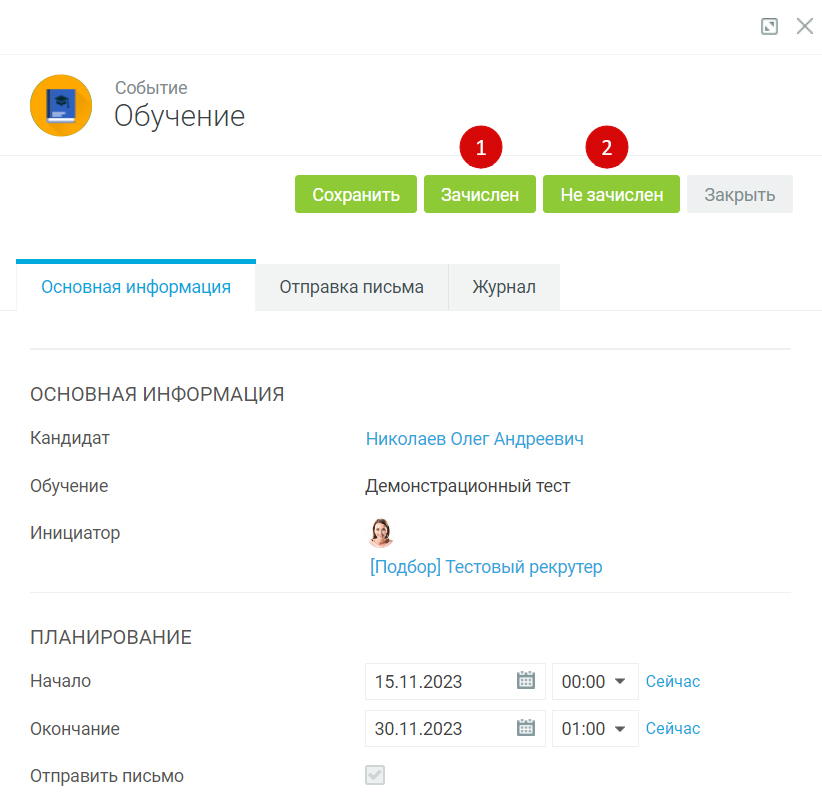 Событие
Обучение
1 2
Сохранить Зачислен Не зачислен Закрыть
Основная информация Отправка письма Журнал
ОСНОВНАЯ ИНФОРМАЦИЯ
Кандидат Николаев Олег Андреевич
Обучение Демонстрационный тест
Инициатор
[Подбор] Тестовый рекрутер
ПЛАНИРОВАНИЕ
Начало 15.11.2023 00:00 Сейчас
Окончание 30.11.2023 01:00 Сейчас
Отправить письмо